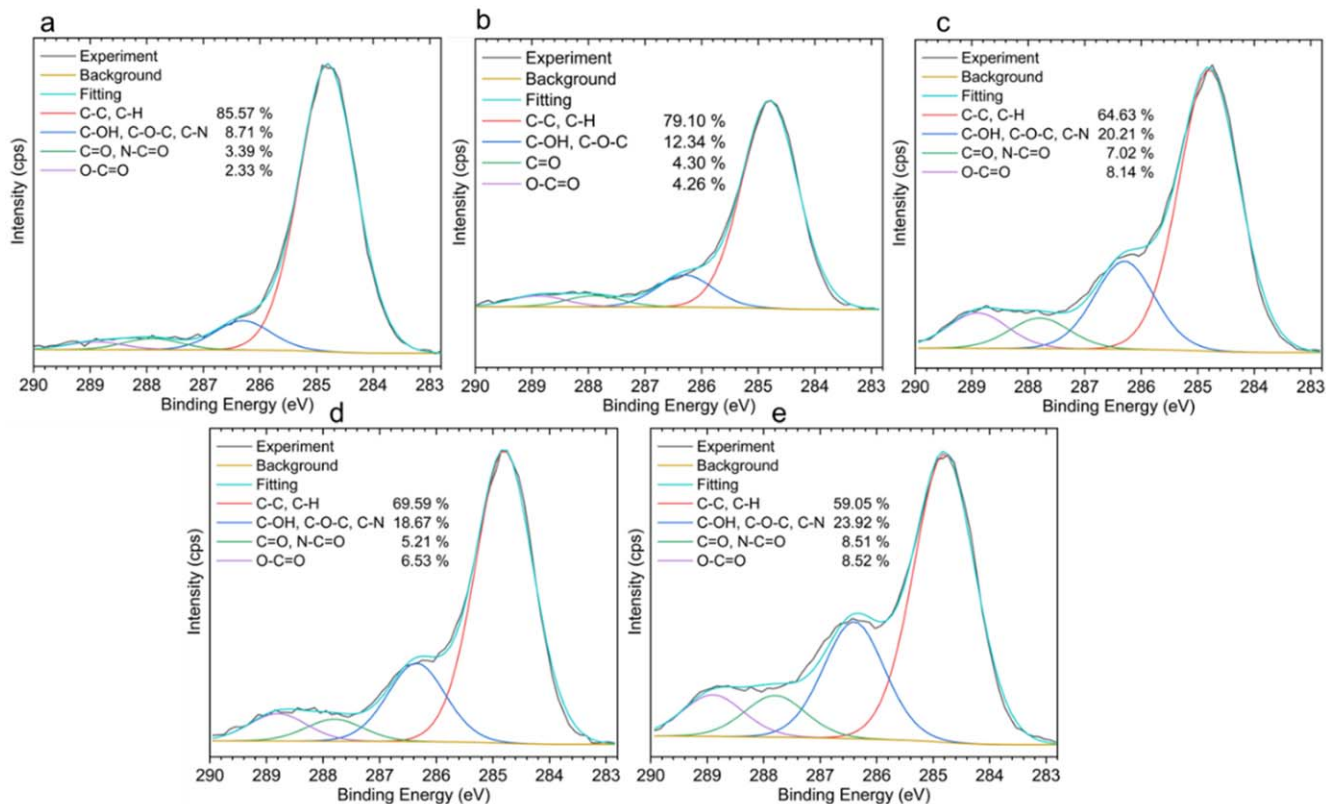 a
Experiment
Background
Fitting
C-C, C-H 85.57 %
C-OH, C-O-C, C-N 8.71 %
C=O, N-C=O 3.39 %
O-C=O 2.33 %
Intensity (cps)
290 289 288 287 286 285 284 283
Binding Energy (eV)
b
Experiment
Background
Fitting
C-C, C-H 79.10 %
C-OH, C-O-C 12.34 %
C=O 4.30 %
O-C=O 4.26 %
Intensity (cps)
290 289 288 287 286 285 284 283
Binding Energy (eV)
c
Experiment
Background
Fitting
C-C, C-H 64.63 %
C-OH, C-O-C, C-N 20.21 %
C=O, N-C=O 7.02 %
O-C=O 8.14 %
Intensity (cps)
290 289 288 287 286 285 284 283
Binding Energy (eV)
d
Experiment
Background
Fitting
C-C, C-H 69.59 %
C-OH, C-O-C, C-N 18.67 %
C=O, N-C=O 5.21 %
O-C=O 6.53 %
Intensity (cps)
290 289 288 287 286 285 284 283
Binding Energy (eV)
e
Experiment
Background
Fitting
C-C, C-H 59.05 %
C-OH, C-O-C, C-N 23.92 %
C=O, N-C=O 8.51 %
O-C=O 8.52 %
Intensity (cps)
290 289 288 287 286 285 284 283
Binding Energy (eV)